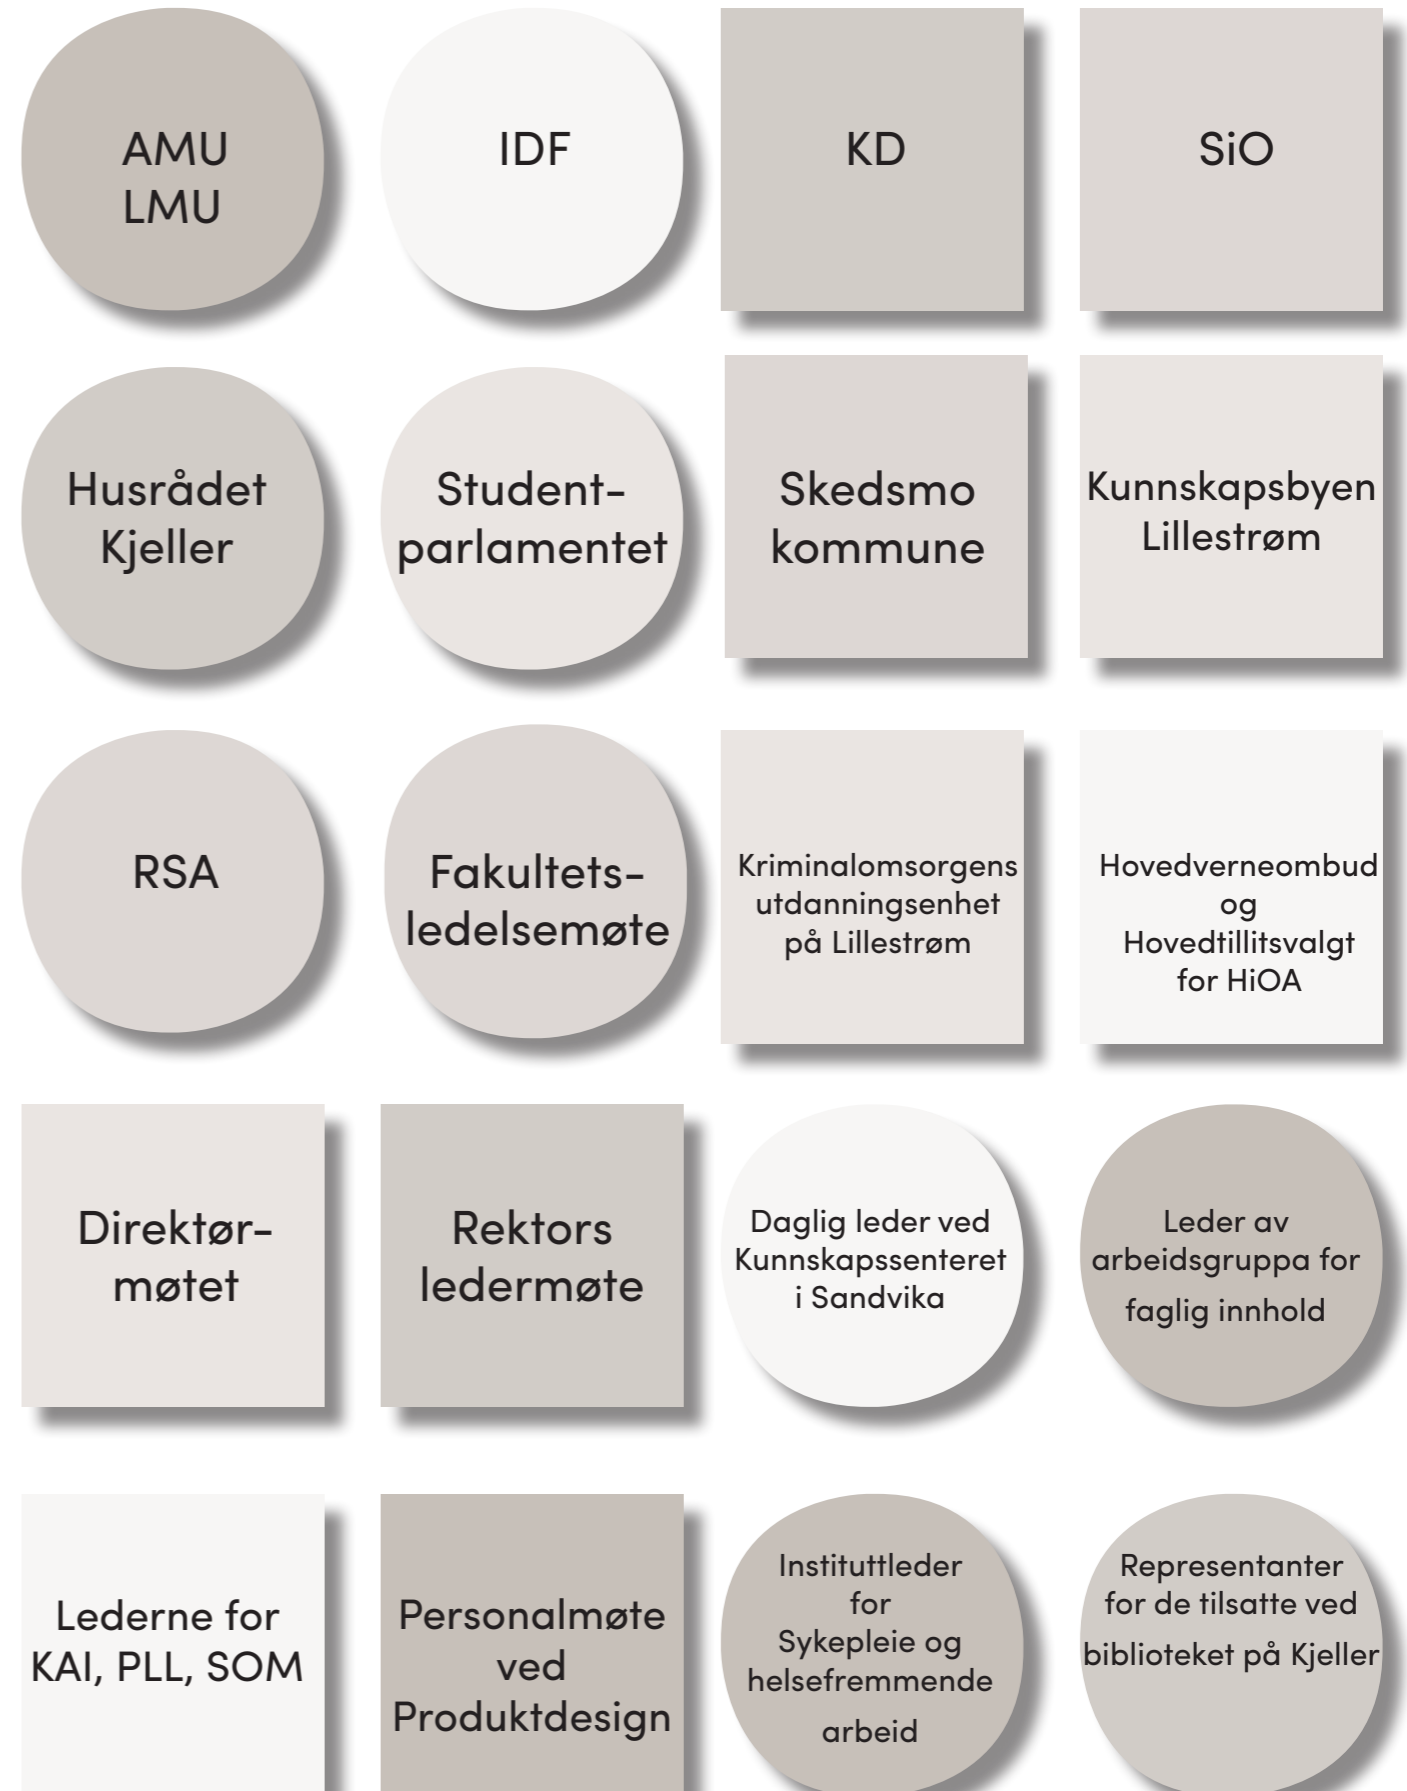 AMU
LMU
IDF
KD
SiO
Husrådet
Kjeller
Student-
parlamentet
Skedsmo
kommune
Kunnskapsbyen
Lillestrøm
RSA
Fakultets-
ledelsemøte
Kriminalomsorgens
utdanningsenhet
på Lillestrøm
Hovedverneombud
og
Hovedtillitsvalgt
for HiOA
Direktør-
møtet
Rektors
ledermøte
Daglig leder ved
Kunnskapssenteret
i Sandvika
Leder av
arbeidsgruppa for
faglig innhold
Lederne for
KAI, PLL, SOM
Personalmøte
ved
Produktdesign
Instituttleder
for
Sykepleie og
helsefremmende
arbeid
Representanter
for de tilsatte ved
biblioteket på Kjeller